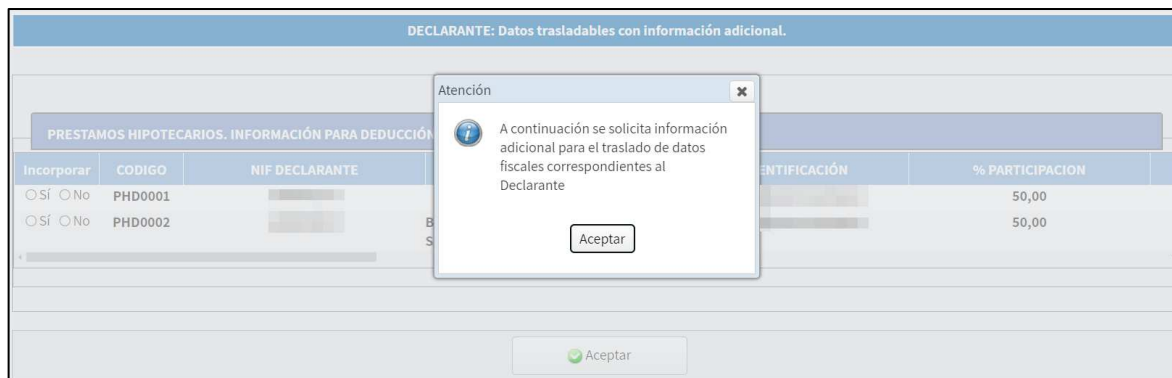 DECLARANTE: Datos trasladables con información adicional.
Atención
A continuación se solicita información
adicional para el traslado de datos
fiscales correspondientes al
Declarante
Aceptar
PRESTAMOS HIPOTECARIOS. INFORMACIÓN PARA DEDUCCIÓN
Incorporar CODIGO NIF DECLARANTE % PARTICIPACION
Sí No PHD0001 50,00
Sí No PHD0002 50,00
Aceptar